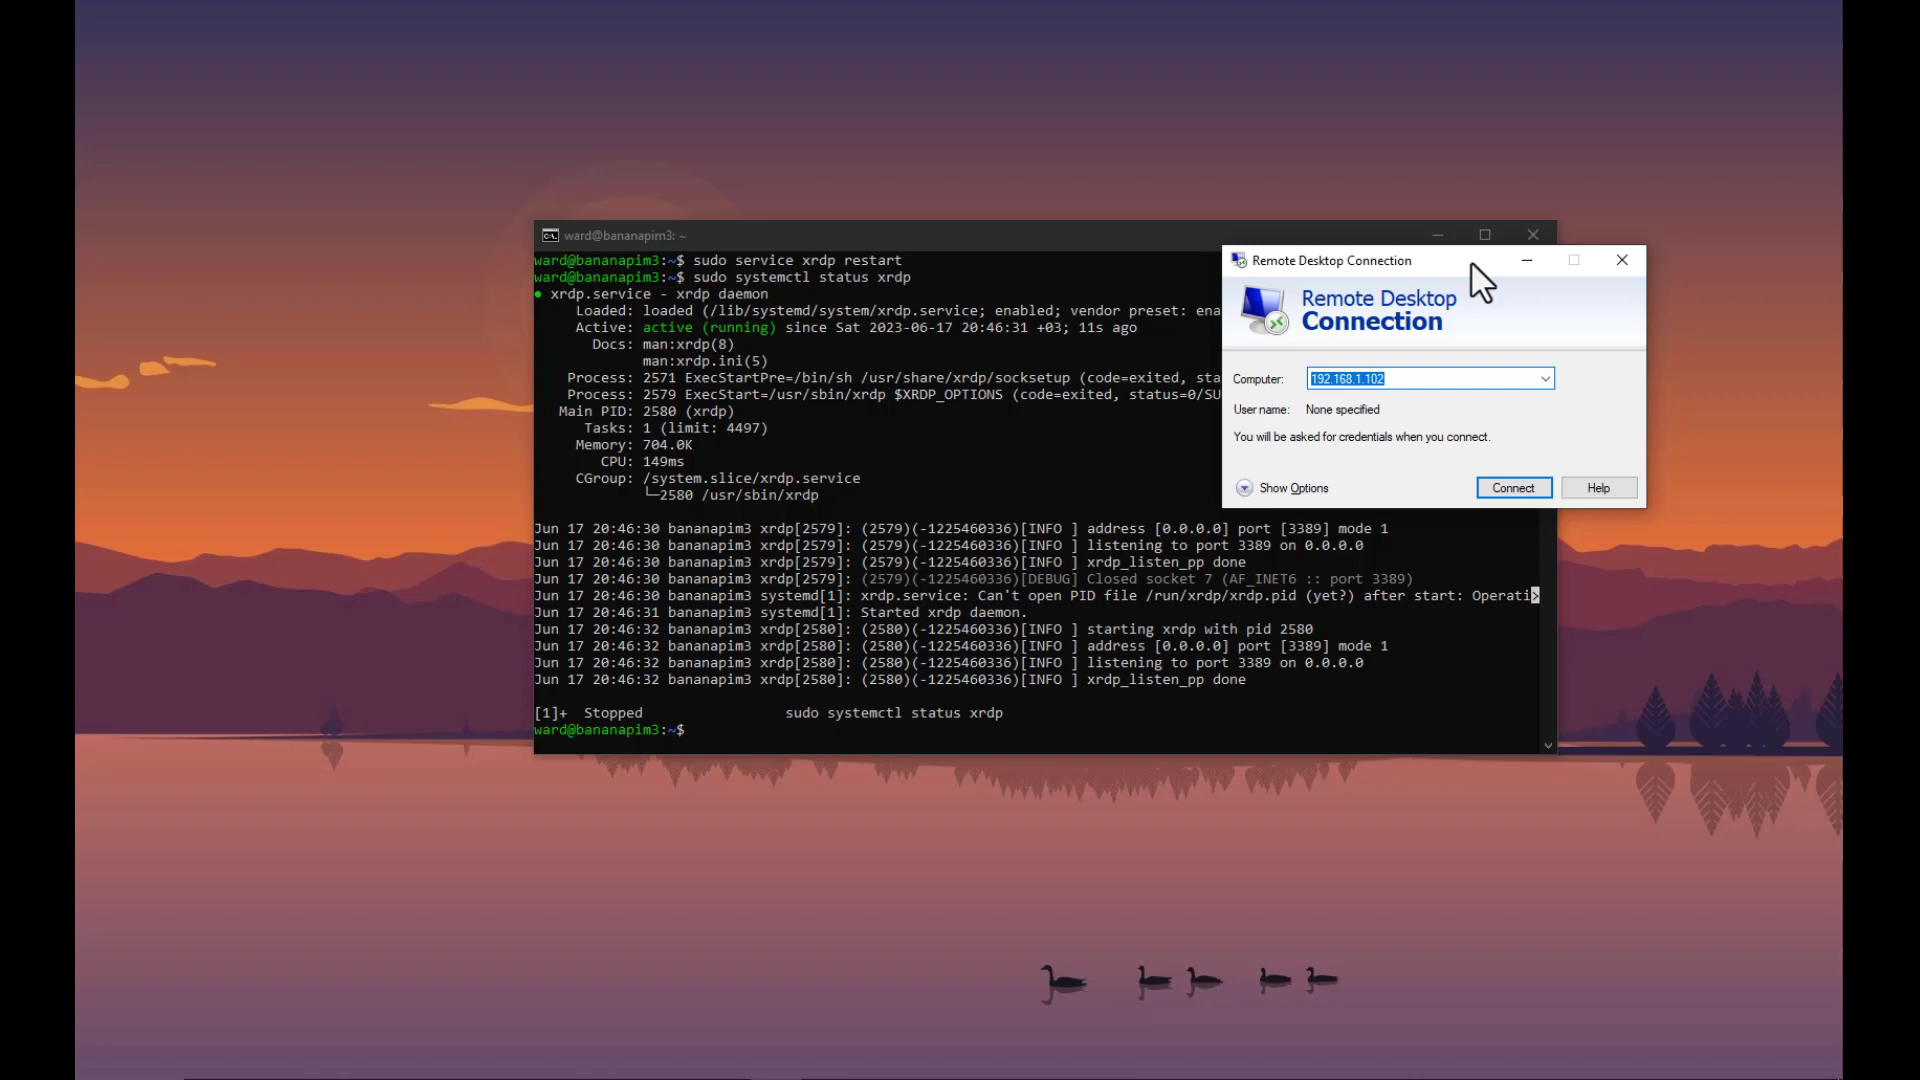 ward@bananapim3: ~
ward@bananapim3:~$ sudo service xrdp restart
ward@bananapim3:~$ sudo systemctl status xrdp
● xrdp.service - xrdp daemon
Loaded: loaded (/lib/systemd/system/xrdp.service; enabled; vendor preset: ena
Active: active (running) since Sat 2023-06-17 20:46:31 +03; 11s ago
Docs: man:xrdp(8)
man:xrdp.ini(5)
Process: 2571 ExecStartPre=/bin/sh /usr/share/xrdp/socksetup (code=exited, sta
Process: 2579 ExecStart=/usr/sbin/xrdp $XRDP_OPTIONS (code=exited, status=0/SU
Main PID: 2580 (xrdp)
Tasks: 1 (limit: 4497)
Memory: 704.0K
CPU: 149ms
CGroup: /system.slice/xrdp.service
└─2580 /usr/sbin/xrdp
Jun 17 20:46:30 bananapim3 xrdp[2579]: (2579)(-1225460336)[INFO ] address [0.0.0.0] port [3389] mode 1
Jun 17 20:46:30 bananapim3 xrdp[2579]: (2579)(-1225460336)[INFO ] listening to port 3389 on 0.0.0.0
Jun 17 20:46:30 bananapim3 xrdp[2579]: (2579)(-1225460336)[INFO ] xrdp_listen_pp done
Jun 17 20:46:30 bananapim3 xrdp[2579]: (2579)(-1225460336)[DEBUG] Closed socket 7 (AF_INET6 :: port 3389)
Jun 17 20:46:30 bananapim3 systemd[1]: xrdp.service: Can't open PID file /run/xrdp/xrdp.pid (yet?) after start: Operati>
Jun 17 20:46:31 bananapim3 systemd[1]: Started xrdp daemon.
Jun 17 20:46:32 bananapim3 xrdp[2580]: (2580)(-1225460336)[INFO ] starting xrdp with pid 2580
Jun 17 20:46:32 bananapim3 xrdp[2580]: (2580)(-1225460336)[INFO ] address [0.0.0.0] port [3389] mode 1
Jun 17 20:46:32 bananapim3 xrdp[2580]: (2580)(-1225460336)[INFO ] listening to port 3389 on 0.0.0.0
Jun 17 20:46:32 bananapim3 xrdp[2580]: (2580)(-1225460336)[INFO ] xrdp_listen_pp done
[1]+ Stopped sudo systemctl status xrdp
ward@bananapim3:~$
Remote Desktop Connection
Remote Desktop
Connection
Computer: 192.168.1.102
User name: None specified
You will be asked for credentials when you connect.
Show Options Connect Help